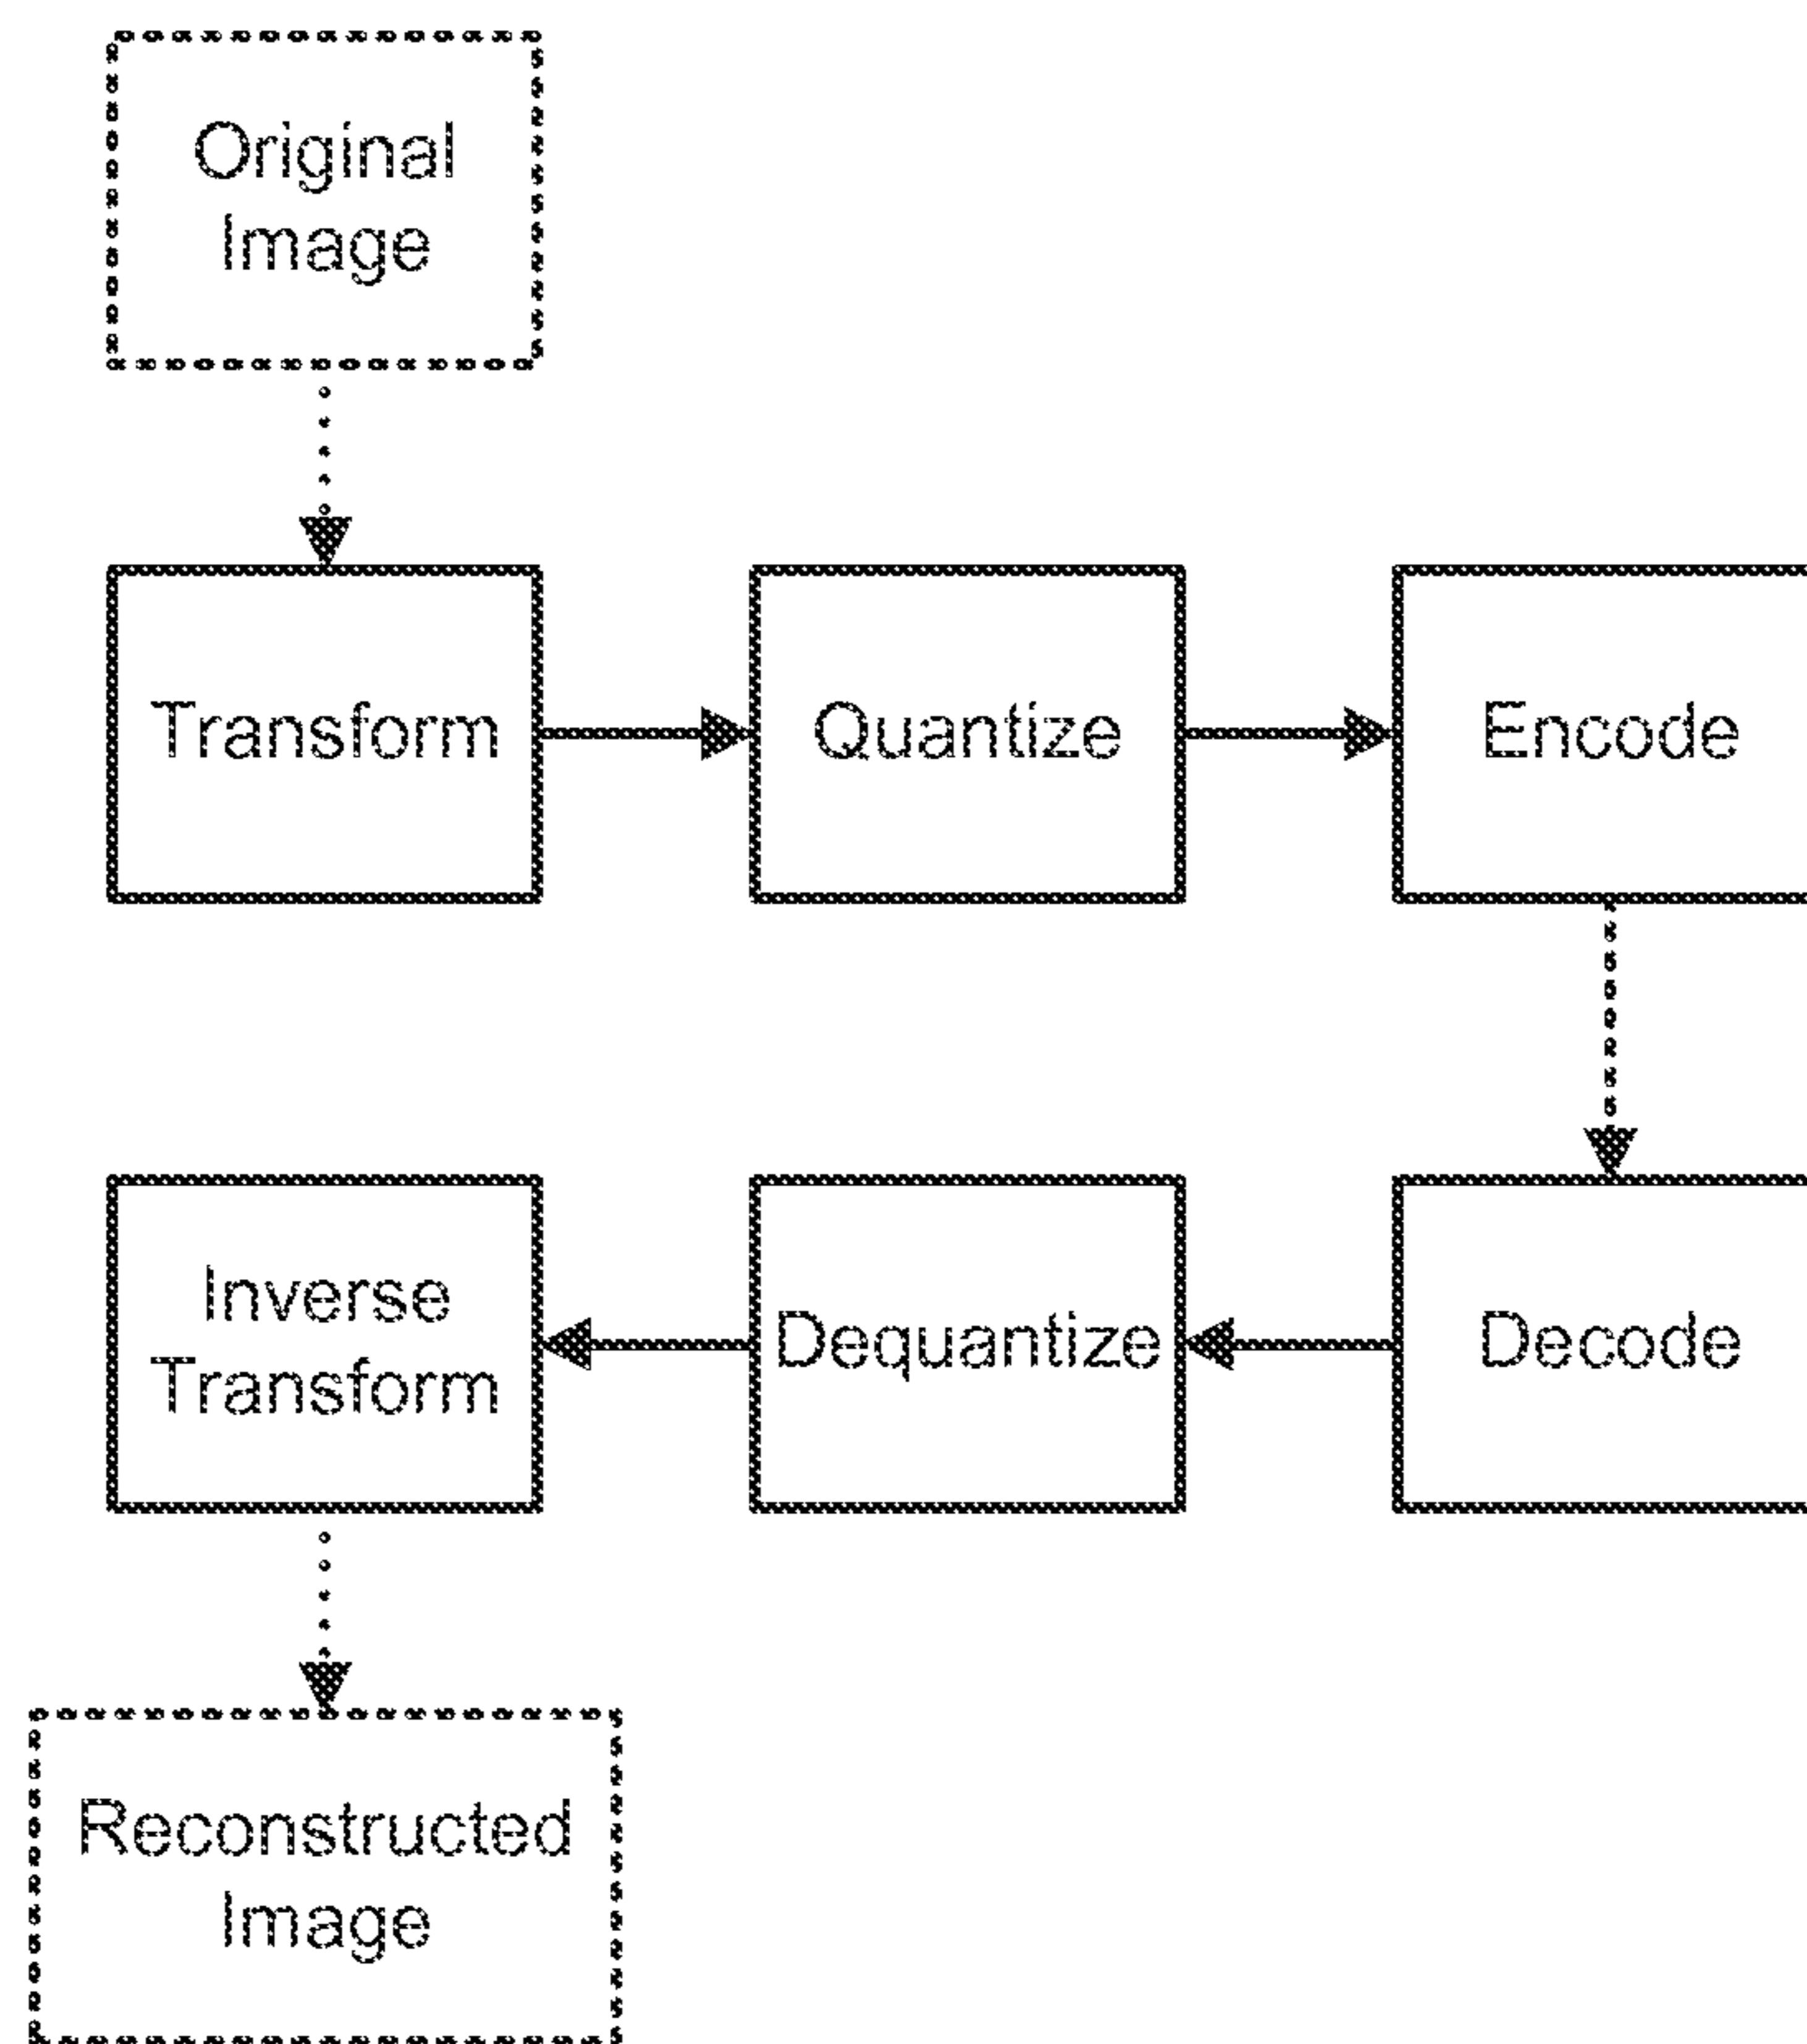 Original
Image
Transform
Quantize
Encode
Inverse
Transform
Dequantize
Decode
Reconstructed
Image